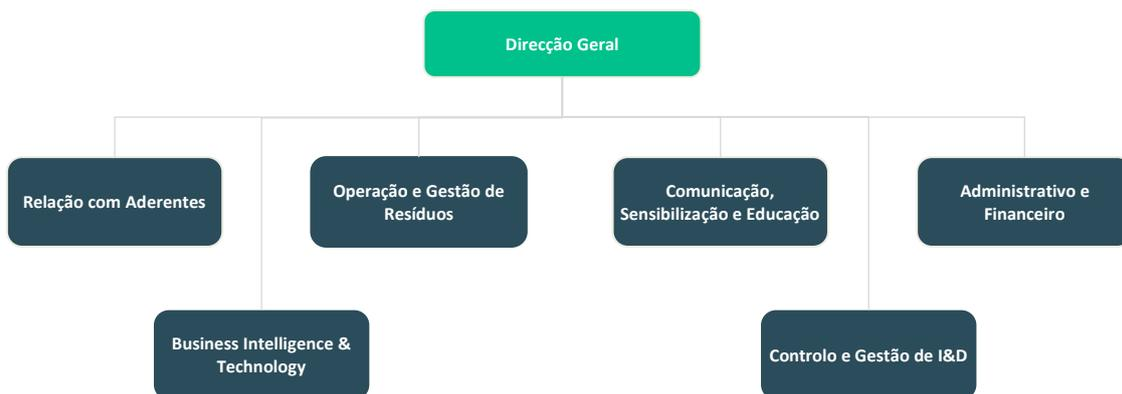 Direcção Geral
Relação com Aderentes
Operação e Gestão de
Resíduos
Comunicação,
Sensibilização e Educação
Administrativo e
Financeiro
Business Intelligence &
Technology
Controlo e Gestão de I&D